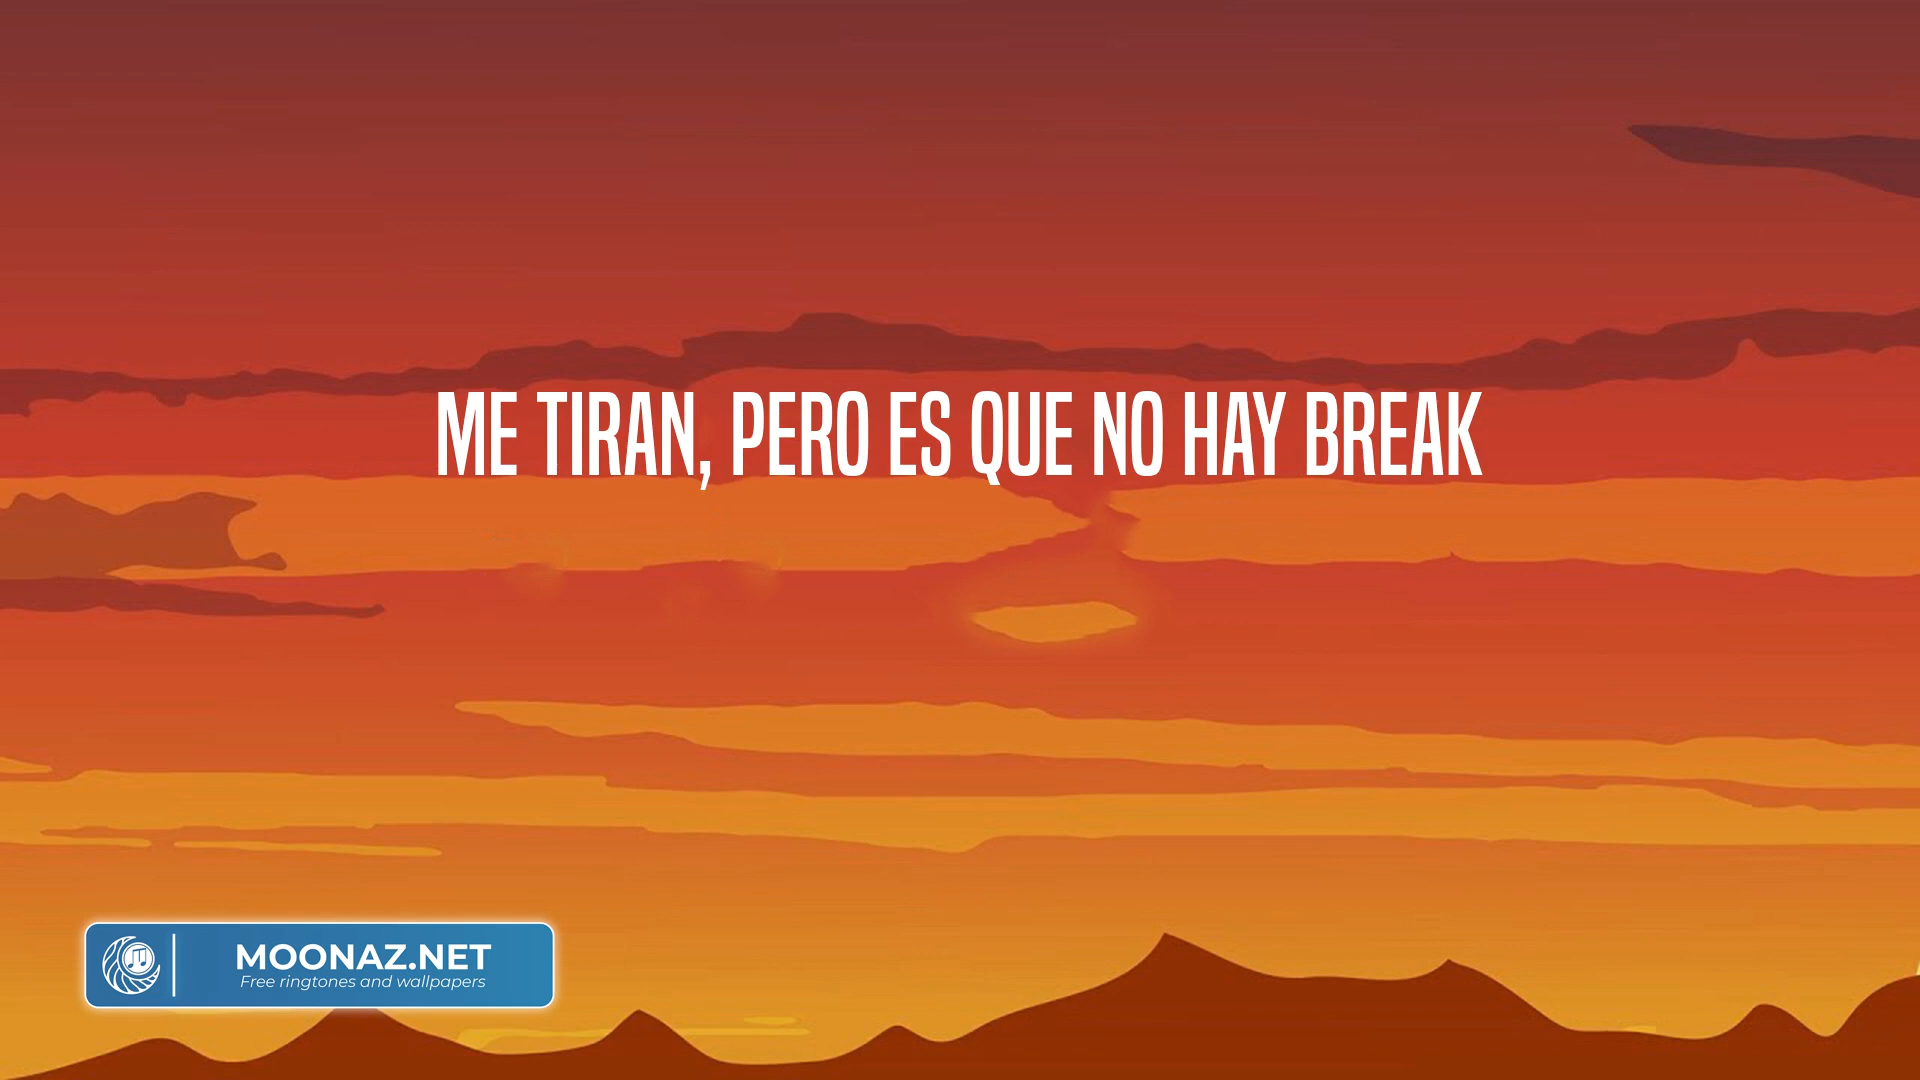 ME TIRAN, PERO ES QUE NO HAY BREAK
MOONAZ.NET
Free ringtones and wallpapers